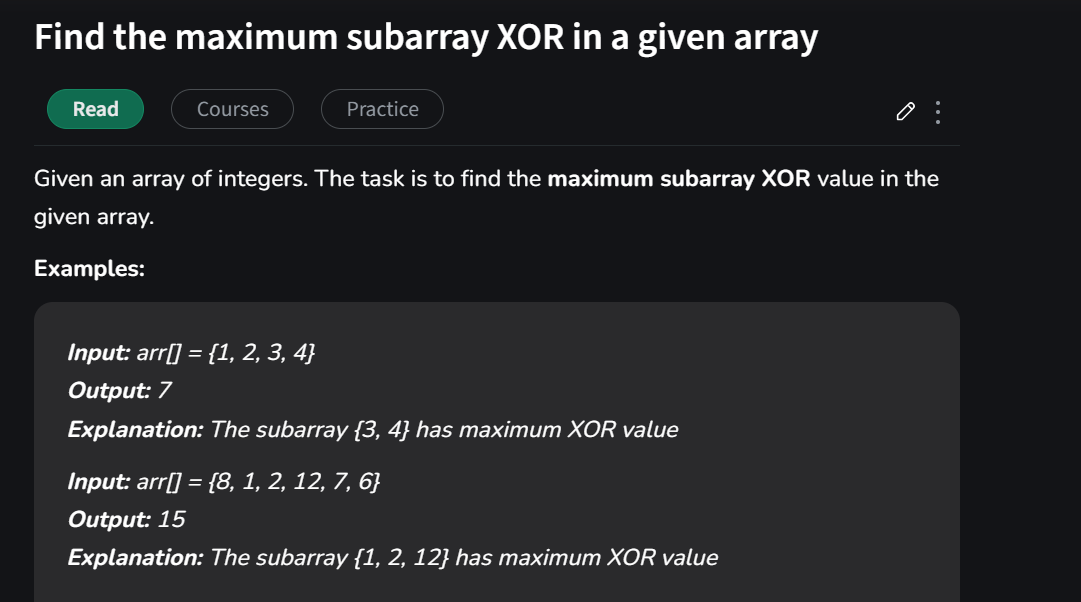 Find the maximum subarray XOR in a given array
Read Courses Practice
Given an array of integers. The task is to find the maximum subarray XOR value in the
given array.
Examples:
Input: arr[] = {1, 2, 3, 4}
Output: 7
Explanation: The subarray {3, 4} has maximum XOR value
Input: arr[] = {8, 1, 2, 12, 7, 6}
Output: 15
Explanation: The subarray {1, 2, 12} has maximum XOR value